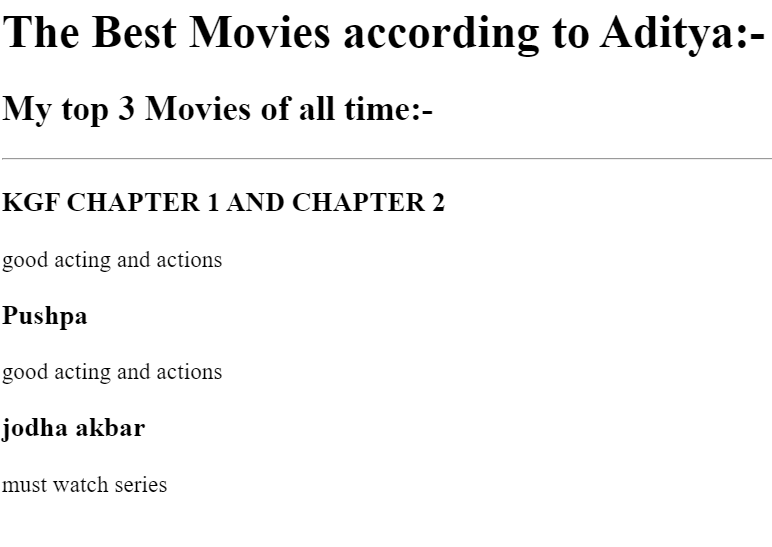 The Best Movies according to Aditya:-
My top 3 Movies of all time:-
KGF CHAPTER 1 AND CHAPTER 2
good acting and actions
Pushpa
good acting and actions
jodha akbar
must watch series